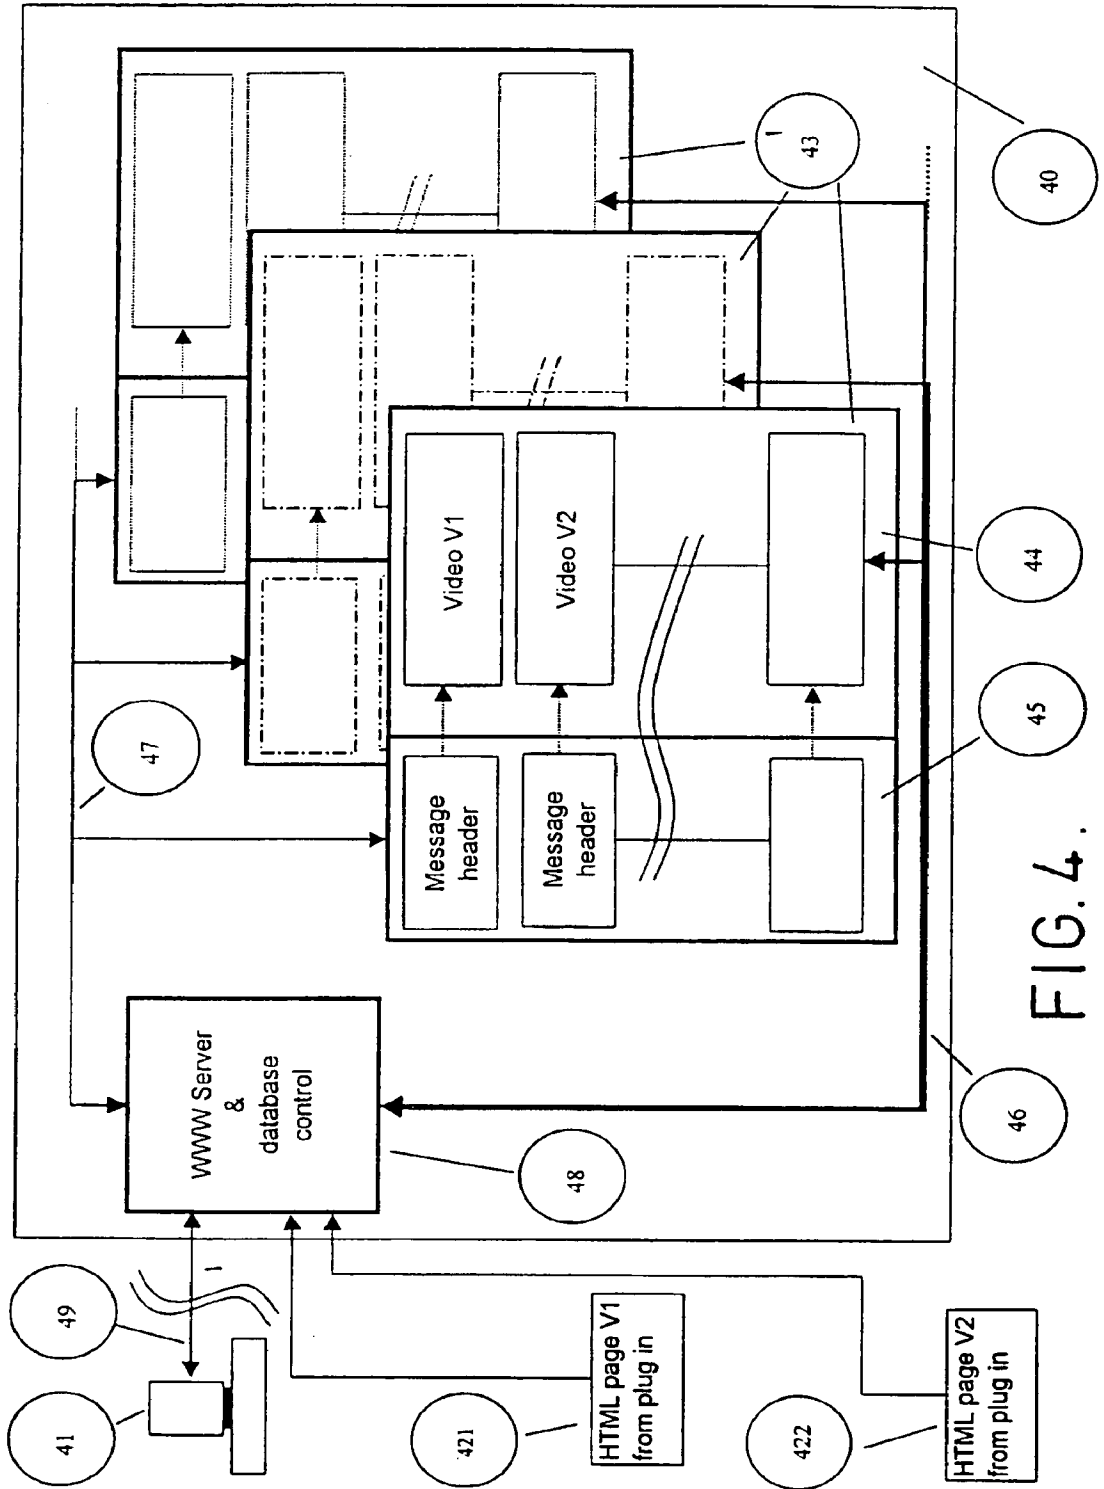 41
49
421
HTML page V1
from plug in
422
HTML page V2
from plug in
WWW Server
&
database
control
48
46
47
Message
header
Message
header
45
Video V1
Video V2
44
43
40
FIG. 4.